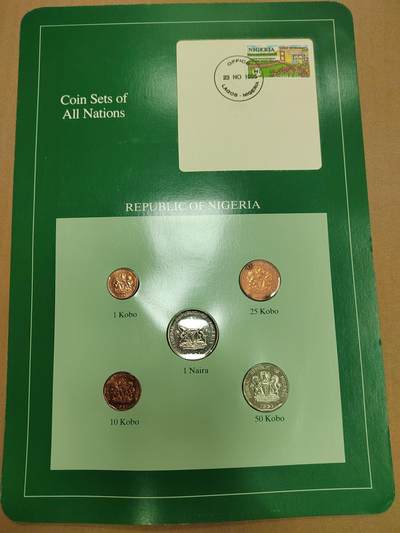 Coin Sets of
All Nations
NIGERIA
LAGOS - NIGERIA
REPUBLIC OF NIGERIA
1 Kobo
25 Kobo
1 Naira
10 Kobo
50 Kobo